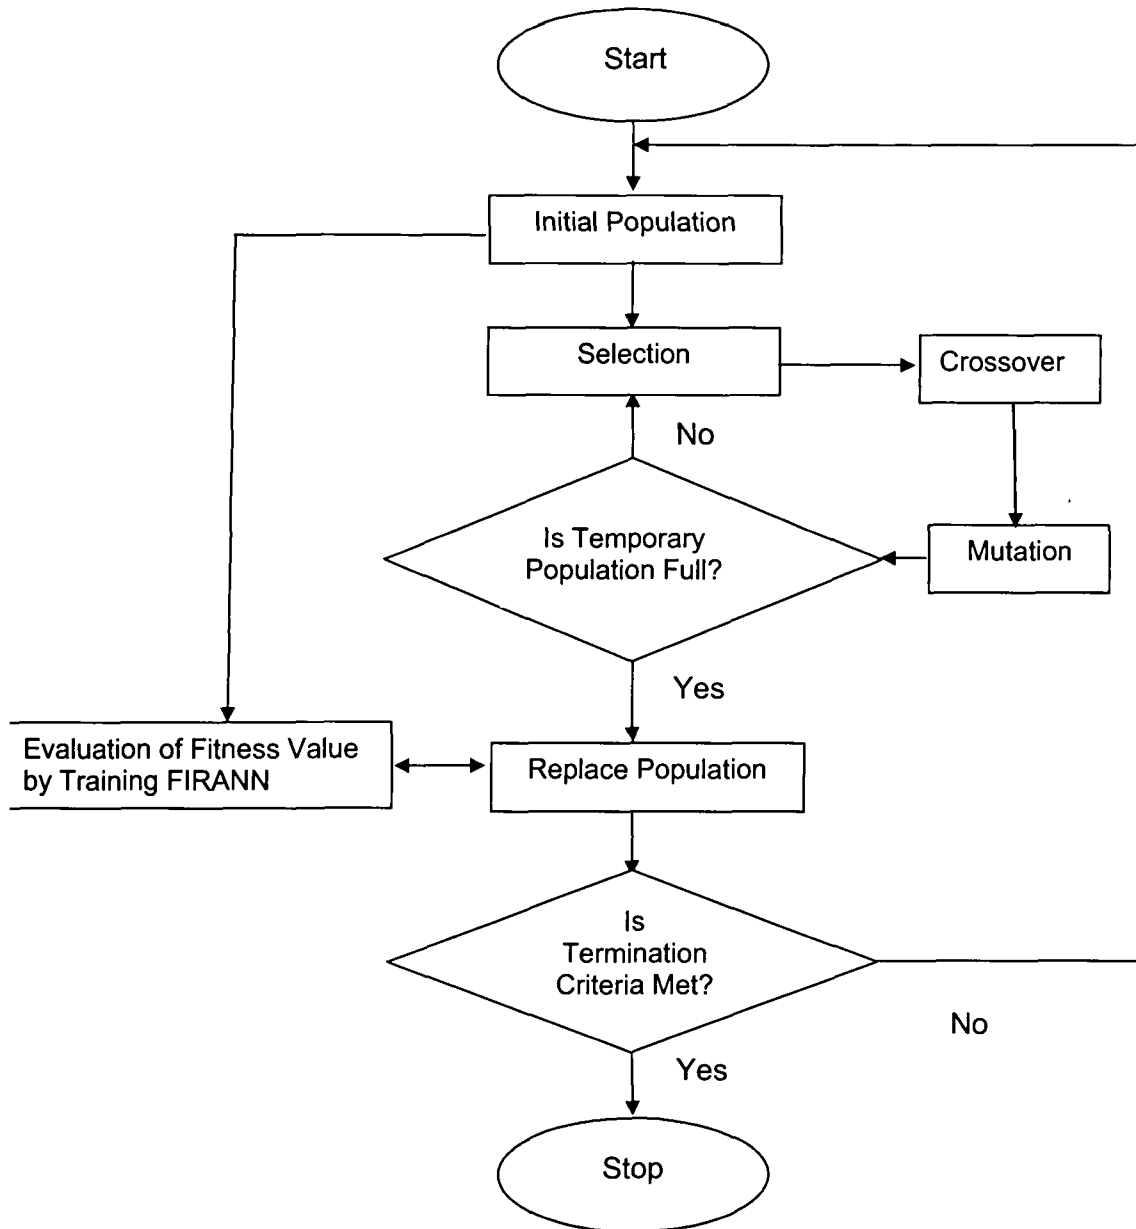 Start
Initial Population
Selection
Crossover
No
Is Temporary
Population Full?
Mutation
Yes
Evaluation of Fitness Value
by Training FIRANN
Replace Population
Is
Termination
Criteria Met?
No
Yes
Stop